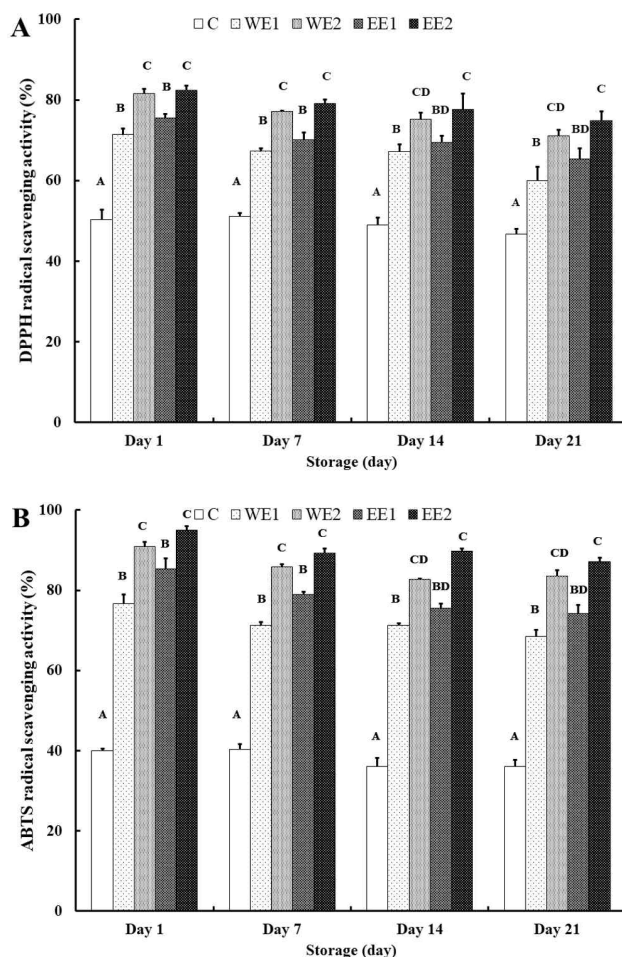 A
C WE1 WE2 EE1 EE2
DPPH radical scavenging activity (%)
100
80
60
40
20
0
A B C B C
A B C B C
A B CD BD C
A B CD BD C
Day 1 Day 7 Day 14 Day 21
Storage (day)
B
C WE1 WE2 EE1 EE2
ABTS radical scavenging activity (%)
100
80
60
40
20
0
A B C B C
A B C B C
A B CD BD C
A B CD BD C
Day 1 Day 7 Day 14 Day 21
Storage (day)